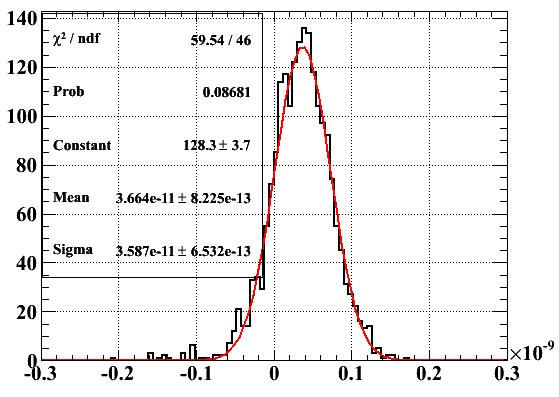 140
120
100
80
60
40
20
0
χ² / ndf 59.54 / 46
Prob 0.08681
Constant 128.3 ± 3.7
Mean 3.664e-11 ± 8.225e-13
Sigma 3.587e-11 ± 6.532e-13
-0.3 -0.2 -0.1 0 0.1 0.2 0.3
×10⁻⁹